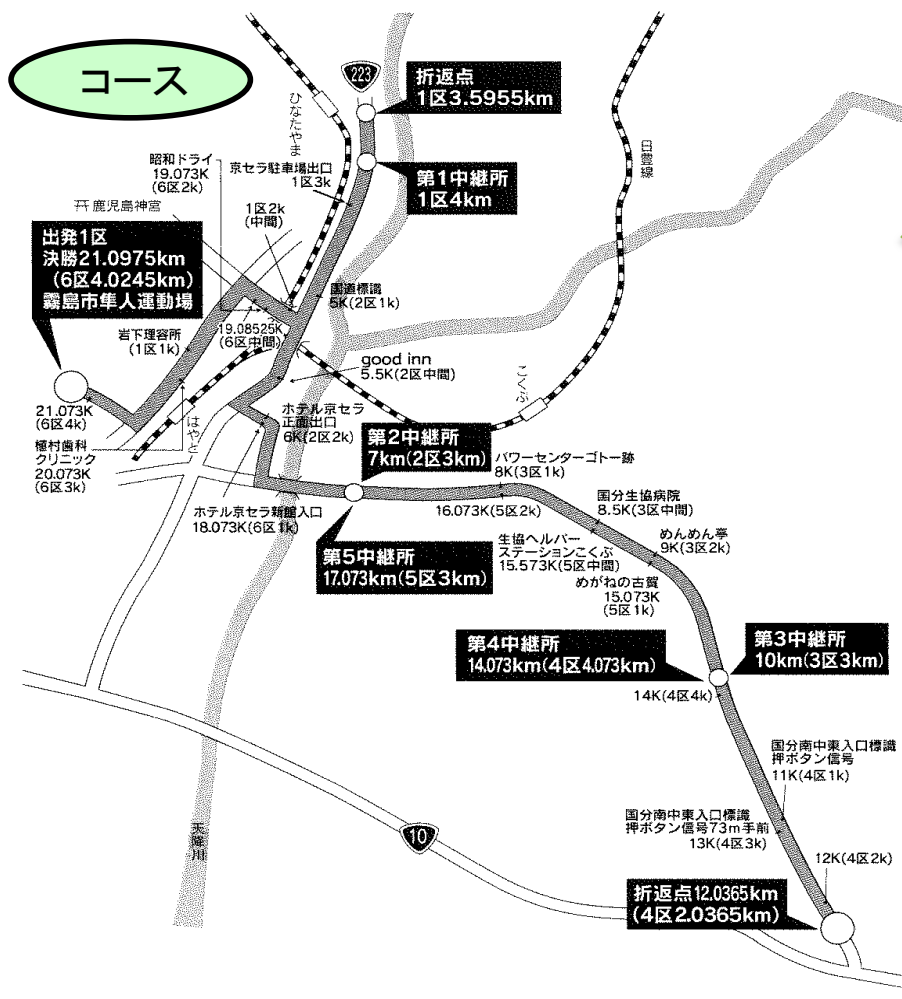 コース
223
折返点
1区3.5955km
ひなたやま
日豊線
昭和ドライ
19.073K
(6区2k)
京セラ駐車場出口
1区3k
第1中継所
1区4km
鹿児島神宮
1区2k
(中間)
出発1区
決勝21.0975km
(6区4.0245km)
霧島市隼人運動場
国道標識
5K(2区1k)
岩下理容所
(1区1k)
19.08525K
(6区中間)
good inn
5.5K(2区中間)
こくぶ
21.073K
(6区4k)
はやと
ホテル京セラ
正面出口
6K(2区2k)
植村歯科
クリニック
20.073K
(6区3k)
第2中継所
7km(2区3km)
パワーセンターゴトー跡
8K(3区1k)
ホテル京セラ新館入口
18.073K(6区1k)
16.073K(5区2k)
国分生協病院
8.5K(3区中間)
第5中継所
17.073km(5区3km)
生協ヘルパー
ステーションこくぶ
15.573K(5区中間)
めんめん亭
9K(3区2k)
めがねの古賀
15.073K
(5区1k)
第4中継所
14.073km(4区4.073km)
第3中継所
10km(3区3km)
14K(4区4k)
国分南中東入口標識
押ボタン信号
11K(4区1k)
国分南中東入口標識
押ボタン信号73m手前
13K(4区3k)
天降川
10
12K(4区2k)
折返点12.0365km
(4区2.0365km)